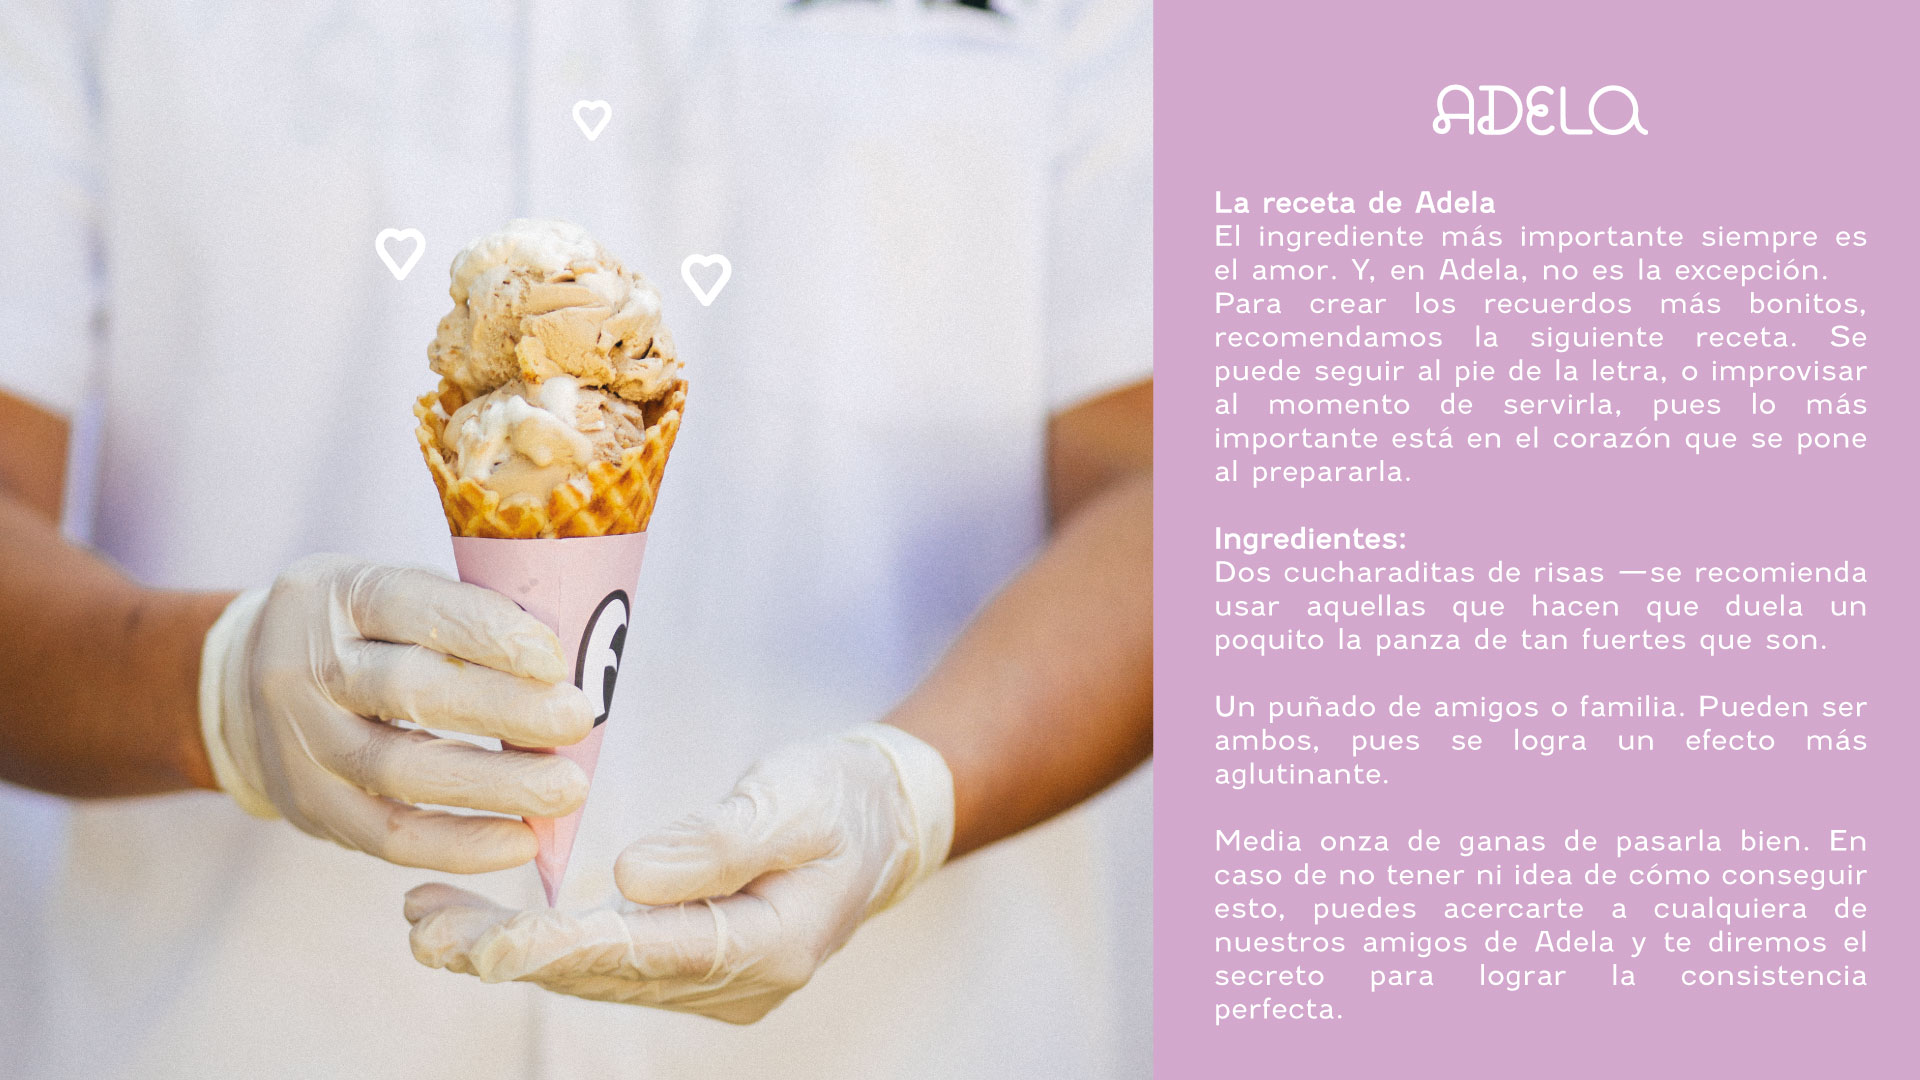 ADELA
La receta de Adela
El ingrediente más importante siempre es
el amor. Y, en Adela, no es la excepción.
Para crear los recuerdos más bonitos,
recomendamos la siguiente receta. Se
puede seguir al pie de la letra, o improvisar
al momento de servirla, pues lo más
importante está en el corazón que se pone
al prepararla.
Ingredientes:
Dos cucharaditas de risas —se recomienda
usar aquellas que hacen que duela un
poquito la panza de tan fuertes que son.
Un puñado de amigos o familia. Pueden ser
ambos, pues se logra un efecto más
aglutinante.
Media onza de ganas de pasarla bien. En
caso de no tener ni idea de cómo conseguir
esto, puedes acercarte a cualquiera de
nuestros amigos de Adela y te diremos el
secreto para lograr la consistencia
perfecta.